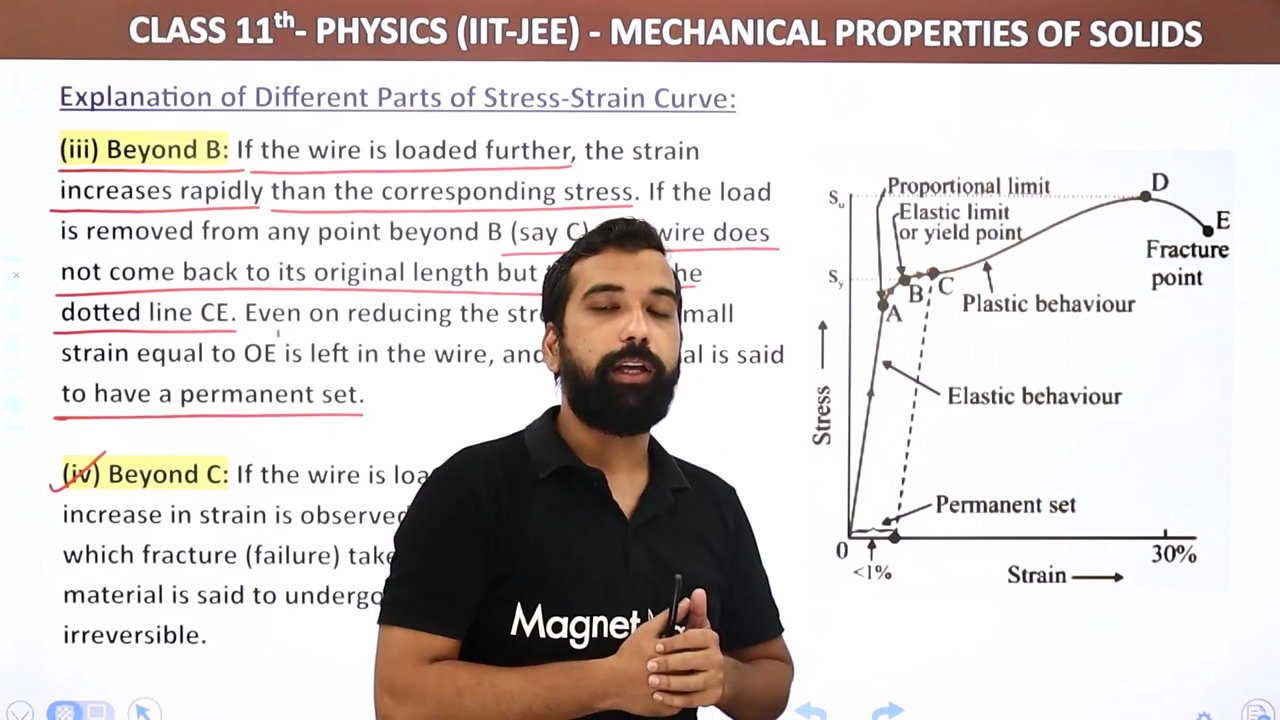 CLASS 11th- PHYSICS (IIT-JEE) - MECHANICAL PROPERTIES OF SOLIDS
Explanation of Different Parts of Stress-Strain Curve:
(iii) Beyond B: If the wire is loaded further, the strain
increases rapidly than the corresponding stress. If the load
is removed from any point beyond B (say C) wire does
not come back to its original length but
dotted line CE. Even on reducing the
strain equal to OE is left in the wire, and is said
to have a permanent set.
(iv) Beyond C: If the wire is
increase in strain is observed
which fracture (failure)
material is said to undergo
irreversible.
Su
Proportional limit
D
Elastic limit
or yield point
E
Fracture
point
Sy
B
C
A
Plastic behaviour
Stress
Elastic behaviour
Permanent set
0
<1%
30%
Strain
Magnet